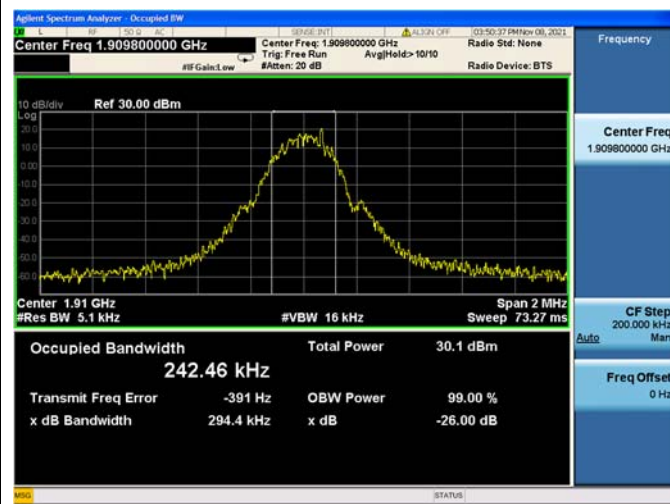 Agilent Spectrum Analyzer - Occupied BW
L RF 50 Ω AC SENSE:INT ALIGN OFF 03:50:37 PM Nov 08, 2021
Center Freq 1.909800000 GHz
Center Freq: 1.909800000 GHz Radio Std: None
Trig: Free Run Avg|Hold:>10/10
#IFGain:Low #Atten: 20 dB Radio Device: BTS
10 dB/div Ref 30.00 dBm
Log
20.0
10.0
0.00
-10.0
-20.0
-30.0
-40.0
-50.0
-60.0
Center 1.91 GHz Span 2 MHz
#Res BW 5.1 kHz #VBW 16 kHz Sweep 73.27 ms
Occupied Bandwidth Total Power 30.1 dBm
242.46 kHz
Transmit Freq Error -391 Hz OBW Power 99.00 %
x dB Bandwidth 294.4 kHz x dB -26.00 dB
MSG STATUS
Frequency
Center Freq
1.909800000 GHz
CF Step
200.000 kHz
Auto Man
Freq Offset
0 Hz